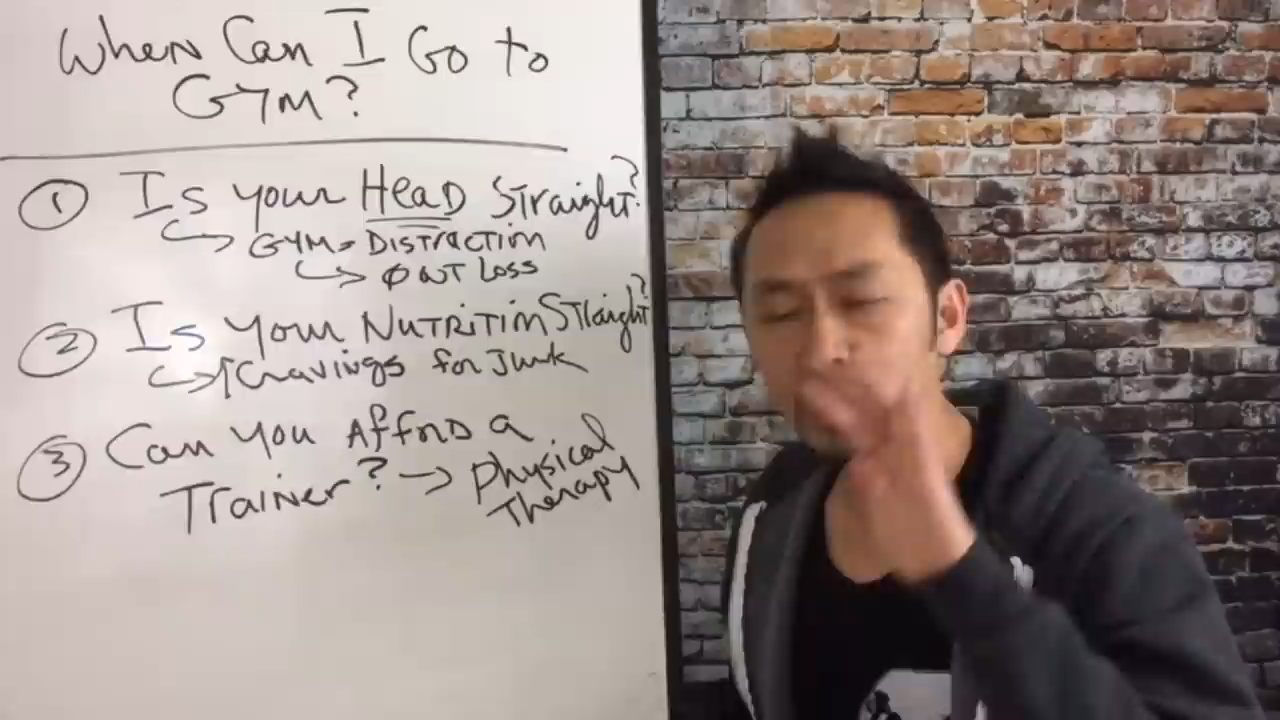 When Can I Go to
GYM?
① Is your HeaD Straight?
↳ GYM = DISTRACTION
↳ Ø WT LOSS
② Is your NUTRITION Straight?
↳ ↑Cravings for Junk
③ Can you AFFORD a
Trainer? → Physical
Therapy